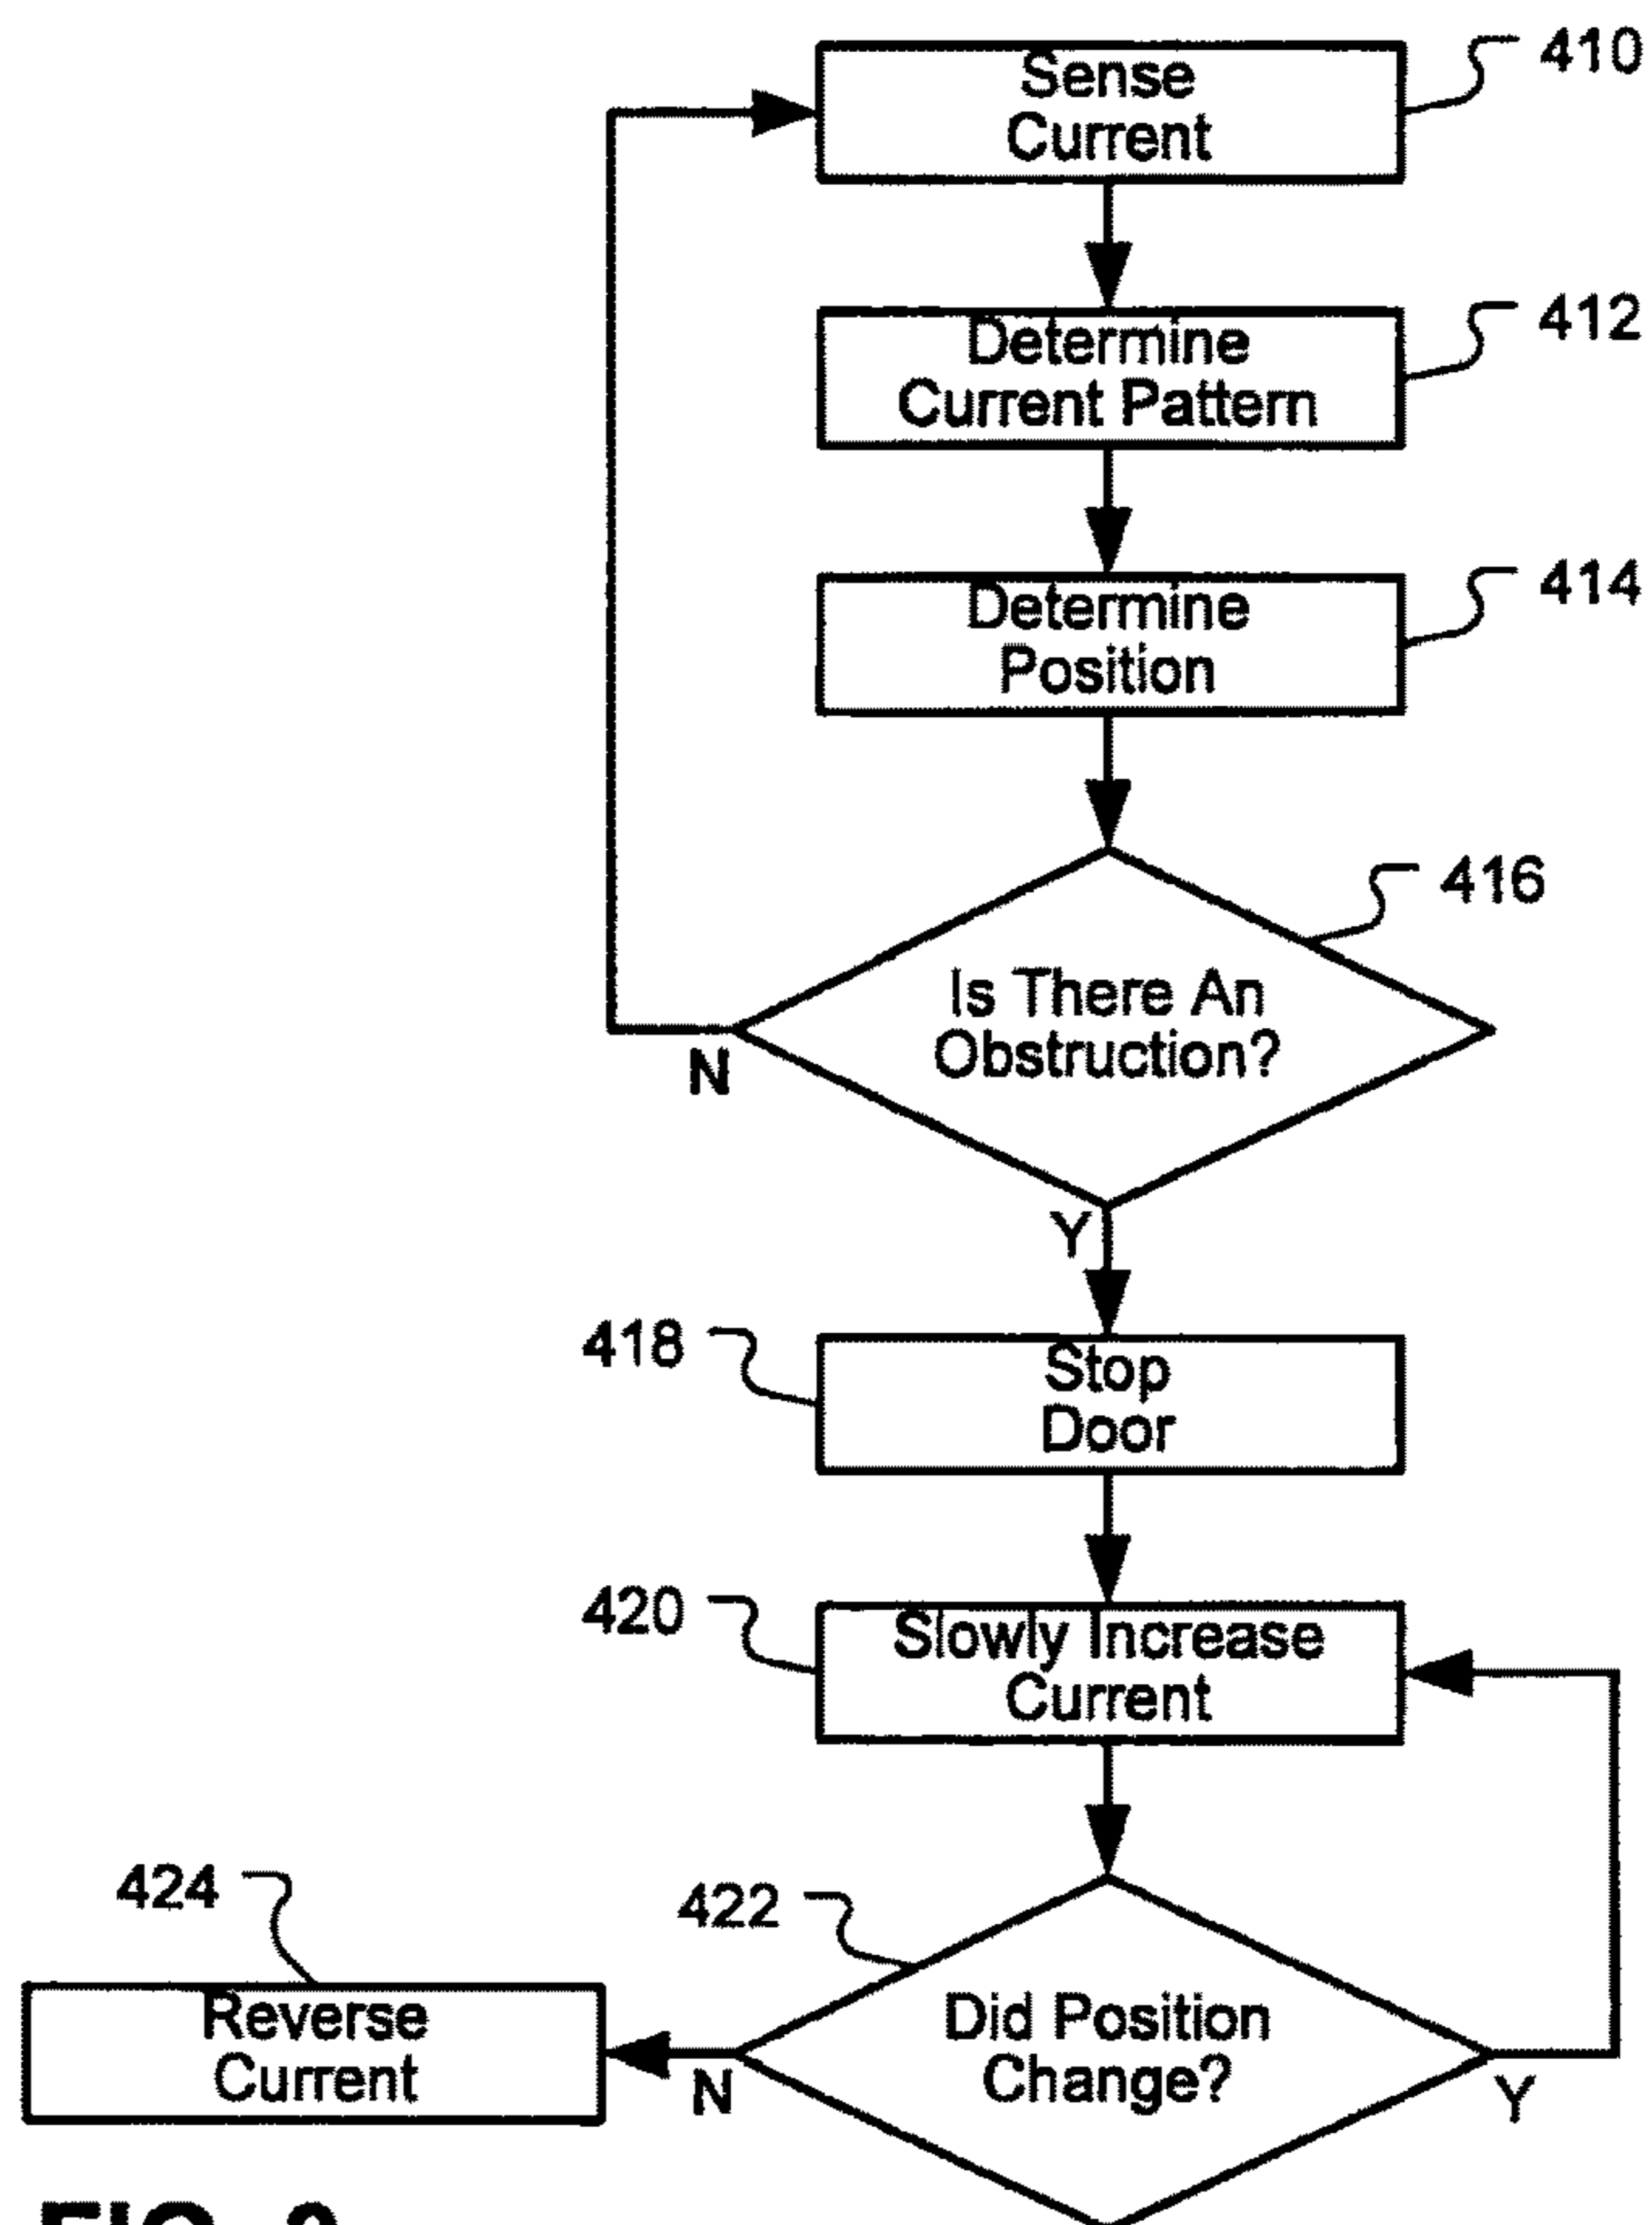 Sense
Current
410
Determine
Current Pattern
412
Determine
Position
414
416
Is There An
Obstruction?
N
Y
418
Stop
Door
420
Slowly Increase
Current
424
422
Reverse
Current
Did Position
Change?
N
Y